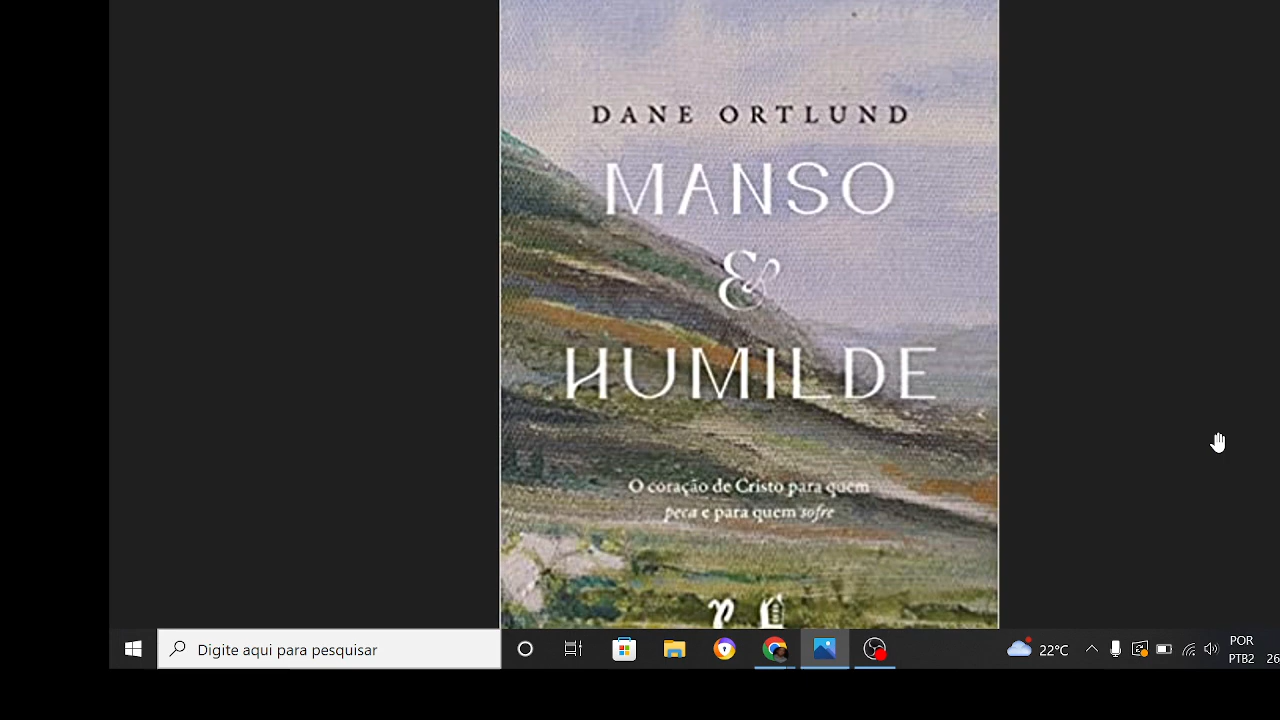 DANE ORTLUND
MANSO
&
HUMILDE
O coração de Cristo para quem
peca e para quem sofre
Digite aqui para pesquisar
22°C
POR
PTB2
26